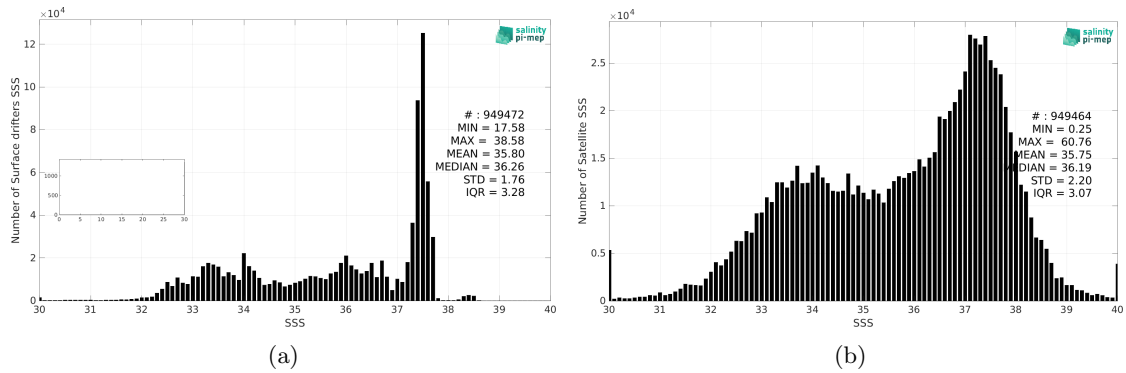 ×10⁴
salinity
pi-mep
Number of Surface drifters SSS
12
10
8
6
4
2
0
# : 949472
MIN = 17.58
MAX = 38.58
MEAN = 35.80
MEDIAN = 36.26
STD = 1.76
IQR = 3.28
1000
500
0
0 5 10 15 20 25 30
30 31 32 33 34 35 36 37 38 39 40
SSS
(a)
×10⁴
salinity
pi-mep
Number of Satellite SSS
2.5
2
1.5
1
0.5
0
# : 949464
MIN = 0.25
MAX = 60.76
MEAN = 35.75
MEDIAN = 36.19
STD = 2.20
IQR = 3.07
30 31 32 33 34 35 36 37 38 39 40
SSS
(b)